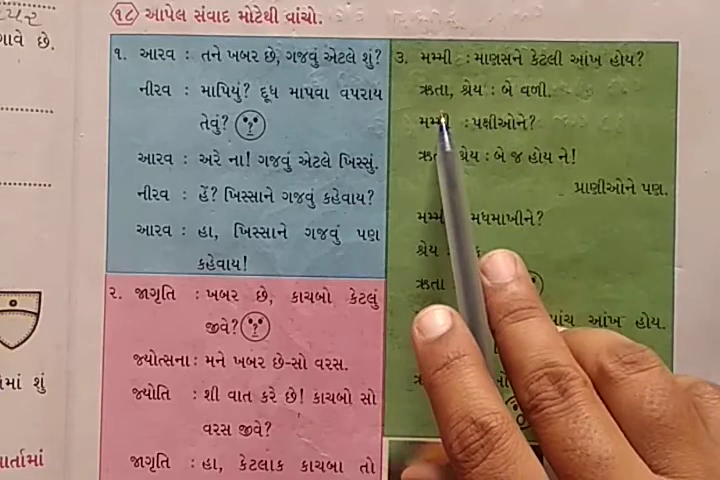 ૧૮ આપેલ સંવાદ મોટેથી વાંચો.
ગાવે છે.
૧. આરવ : તને ખબર છે, ગજવું એટલે શું?
નીરવ : માપિયું? દૂધ માપવા વપરાય
તેવું?
આરવ : અરે ના! ગજવું એટલે ખિસ્સું.
નીરવ : હેં? ખિસ્સાને ગજવું કહેવાય?
આરવ : હા, ખિસ્સાને ગજવું પણ
કહેવાય!
૨. જાગૃતિ : ખબર છે, કાચબો કેટલું
જીવે?
જ્યોત્સના : મને ખબર છે-સો વરસ.
જ્યોતિ : શી વાત કરે છે! કાચબો સો
વરસ જીવે?
જાગૃતિ : હા, કેટલાક કાચબા તો
૩. મમ્મી : માણસને કેટલી આંખ હોય?
ઋતા, શ્રેય : બે વળી.
મમ્મી : પક્ષીઓને?
શ્રેય : બે જ હોય ને!
પ્રાણીઓને પણ.
મમ્મી મધમાખીને?
શ્રેય
ઋતા
પાંચ આંખ હોય.
માં શું
ાર્તામાં